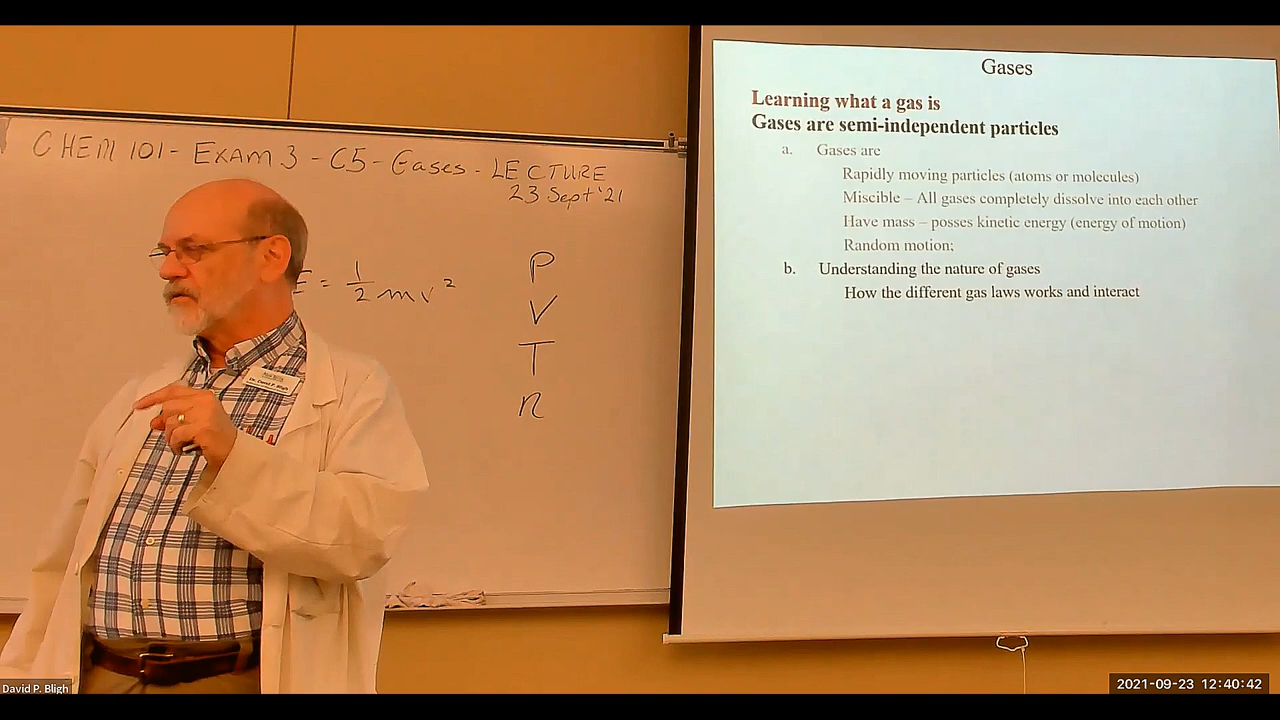 CHEM 101 - EXAM 3 - C5 - Gases - LECTURE
23 Sept '21
E = 1/2 mv²
P
V
T
n
Gases
Learning what a gas is
Gases are semi-independent particles
a. Gases are
Rapidly moving particles (atoms or molecules)
Miscible – All gases completely dissolve into each other
Have mass – posses kinetic energy (energy of motion)
Random motion;
b. Understanding the nature of gases
How the different gas laws works and interact
Dr. David P. Bligh
David P. Bligh
2021-09-23 12:40:42